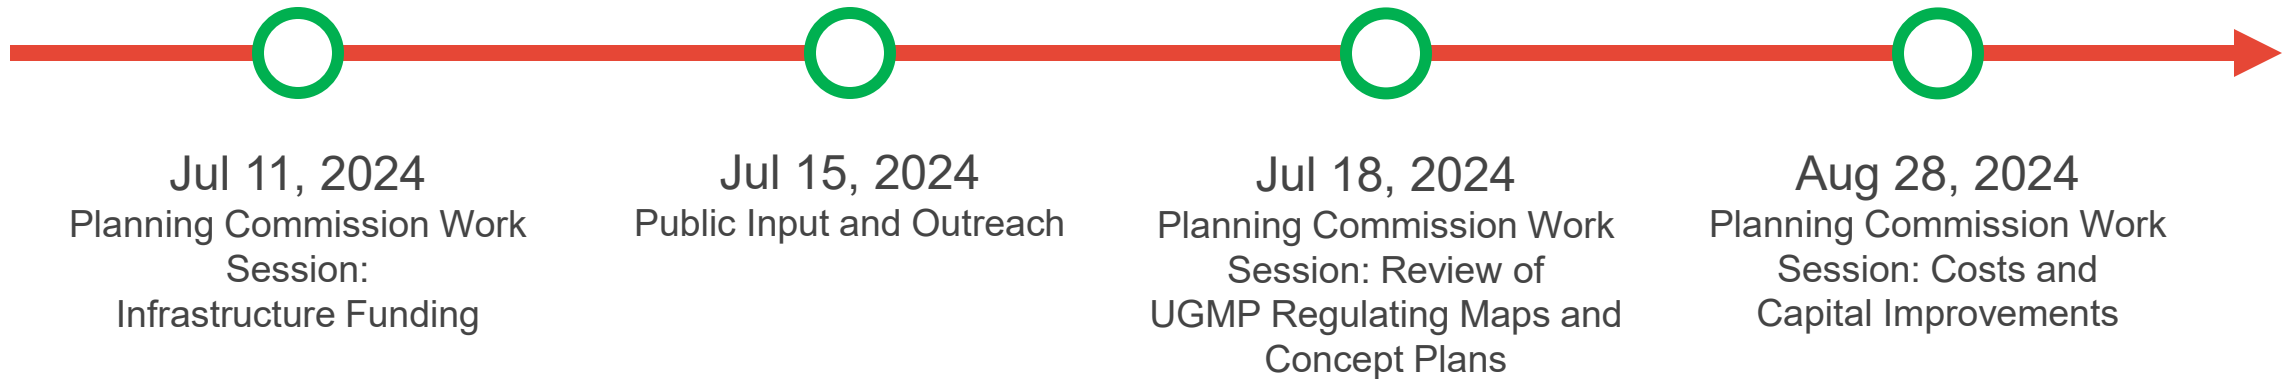 Jul 11, 2024
Planning Commission Work
Session:
Infrastructure Funding
Jul 15, 2024
Public Input and Outreach
Jul 18, 2024
Planning Commission Work
Session: Review of
UGMP Regulating Maps and
Concept Plans
Aug 28, 2024
Planning Commission Work
Session: Costs and
Capital Improvements